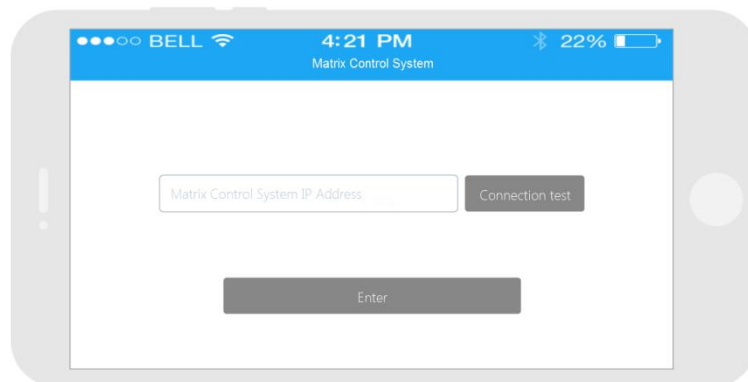 BELL 4:21 PM 22%
Matrix Control System
Matrix Control System IP Address Connection test
Enter